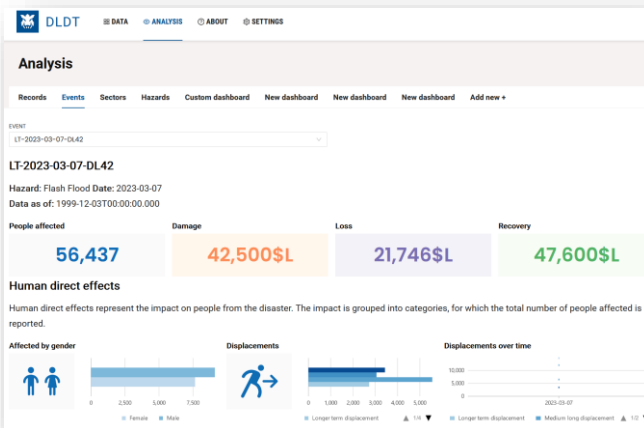 DLDT DATA ANALYSIS ABOUT SETTINGS
Analysis
Records Events Sectors Hazards Custom dashboard New dashboard New dashboard New dashboard Add new +
EVENT
LT-2023-03-07-DL42
LT-2023-03-07-DL42
Hazard: Flash Flood Date: 2023-03-07
Data as of: 1999-12-03T00:00:00.000
People affected Damage Loss Recovery
56,437 42,500$L 21,746$L 47,600$L
Human direct effects
Human direct effects represent the impact on people from the disaster. The impact is grouped into categories, for which the total number of people affected is
reported.
Affected by gender Displacements Displacements over time
10,000
5,000
0
0 2,500 5,000 7,500 0 1,000 2,000 3,000 4,000 5,000 2023-03-07
Female Male Longer term displacement 1/4 Longer term displacement Medium long displacement 1/2